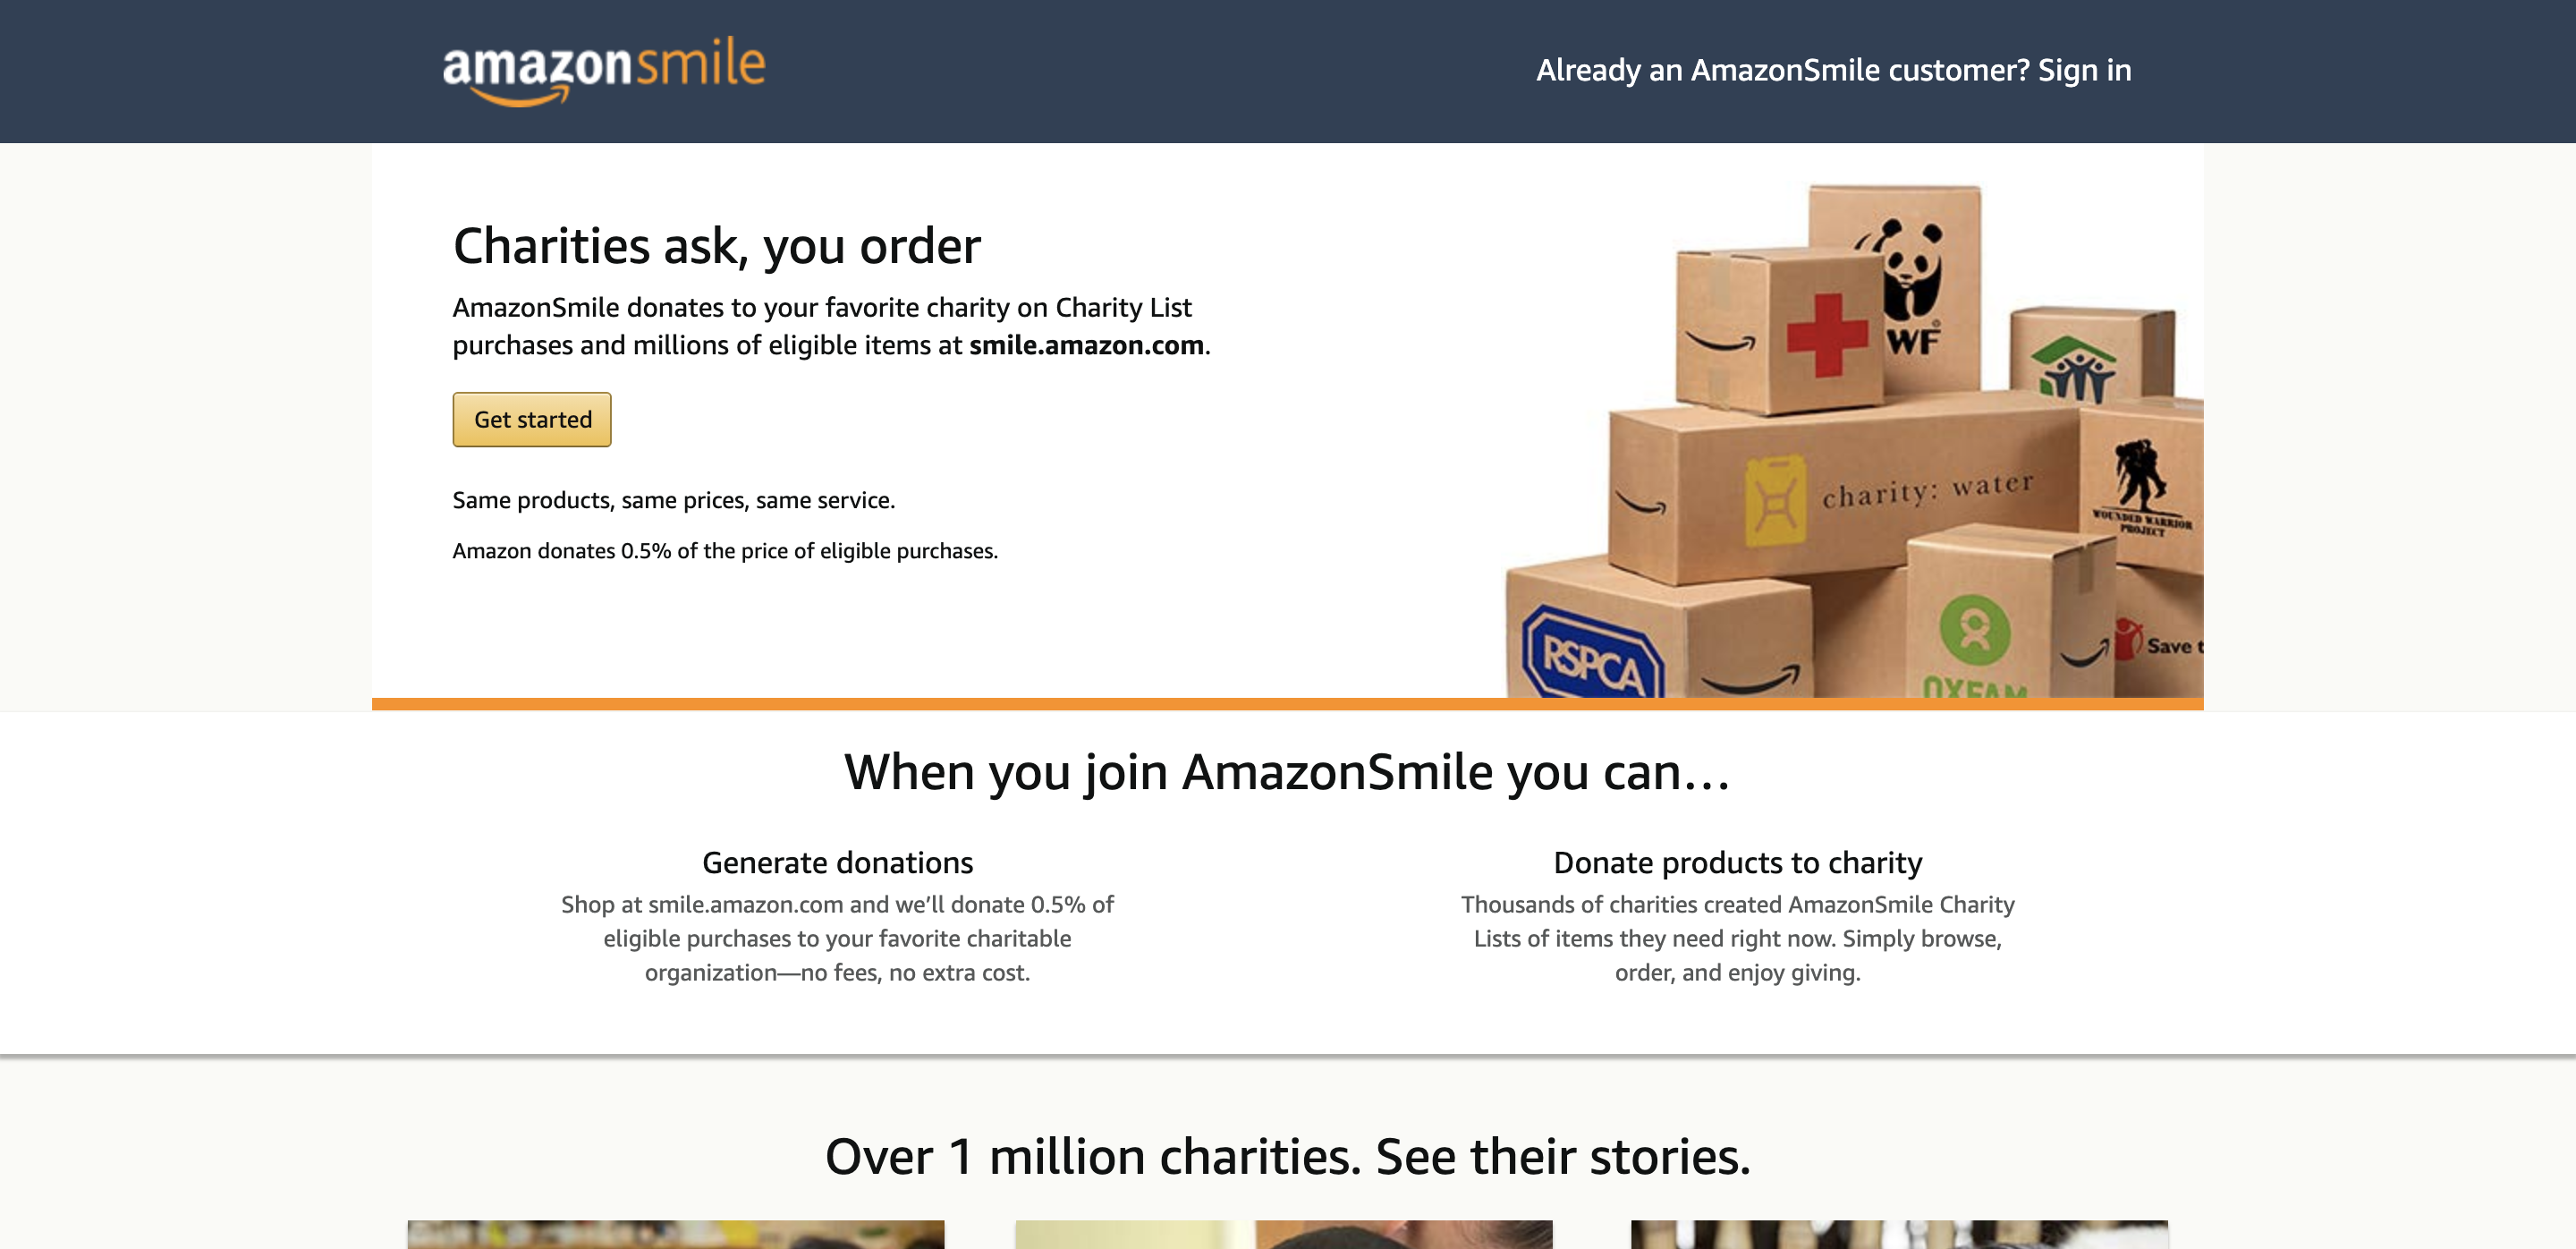 amazonsmile
Already an AmazonSmile customer? Sign in
Charities ask, you order
AmazonSmile donates to your favorite charity on Charity List
purchases and millions of eligible items at smile.amazon.com.
Get started
Same products, same prices, same service.
Amazon donates 0.5% of the price of eligible purchases.
WF®
charity: water
WOUNDED WARRIOR
PROJECT
RSPCA
OXFAM
Save t
When you join AmazonSmile you can…
Generate donations
Shop at smile.amazon.com and we’ll donate 0.5% of
eligible purchases to your favorite charitable
organization—no fees, no extra cost.
Donate products to charity
Thousands of charities created AmazonSmile Charity
Lists of items they need right now. Simply browse,
order, and enjoy giving.
Over 1 million charities. See their stories.